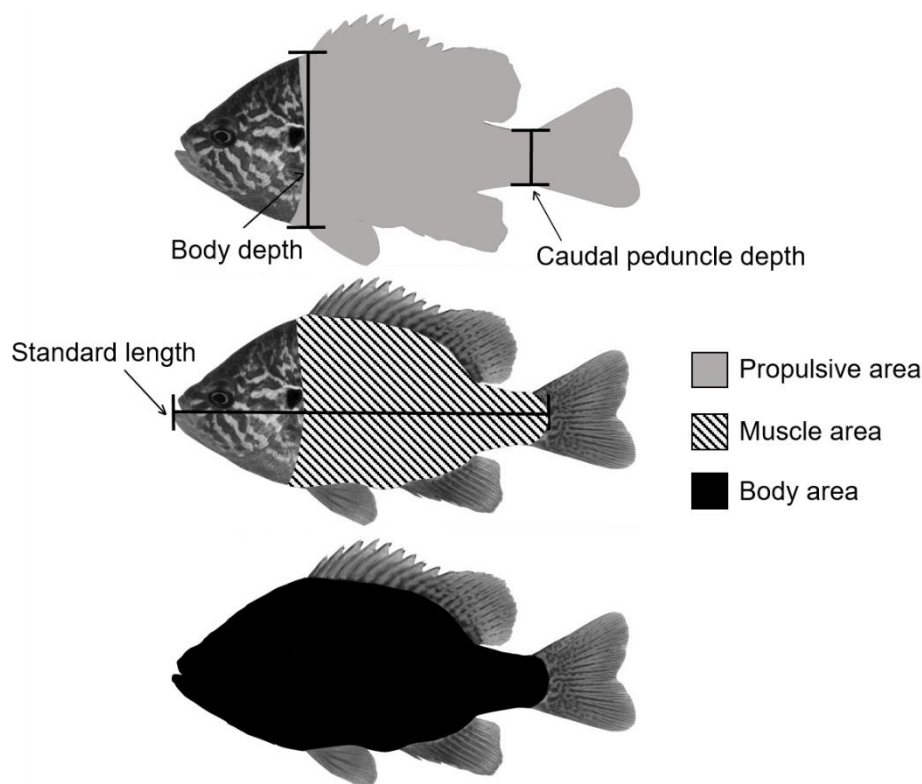 Body depth
Caudal peduncle depth
Standard length
Propulsive area
Muscle area
Body area